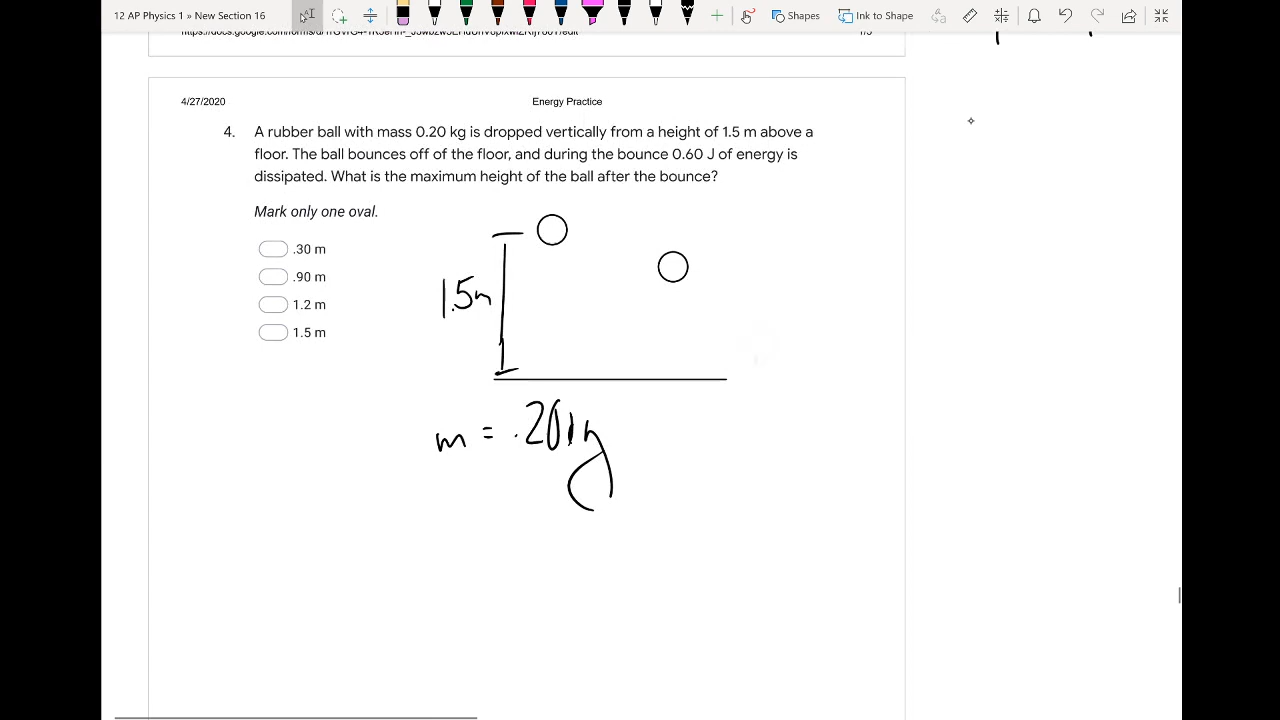 12 AP Physics 1 » New Section 16
Shapes
Ink to Shape
4/27/2020
Energy Practice
4. A rubber ball with mass 0.20 kg is dropped vertically from a height of 1.5 m above a
floor. The ball bounces off of the floor, and during the bounce 0.60 J of energy is
dissipated. What is the maximum height of the ball after the bounce?
Mark only one oval.
.30 m
.90 m
1.2 m
1.5 m
1.5m
m = .20kg